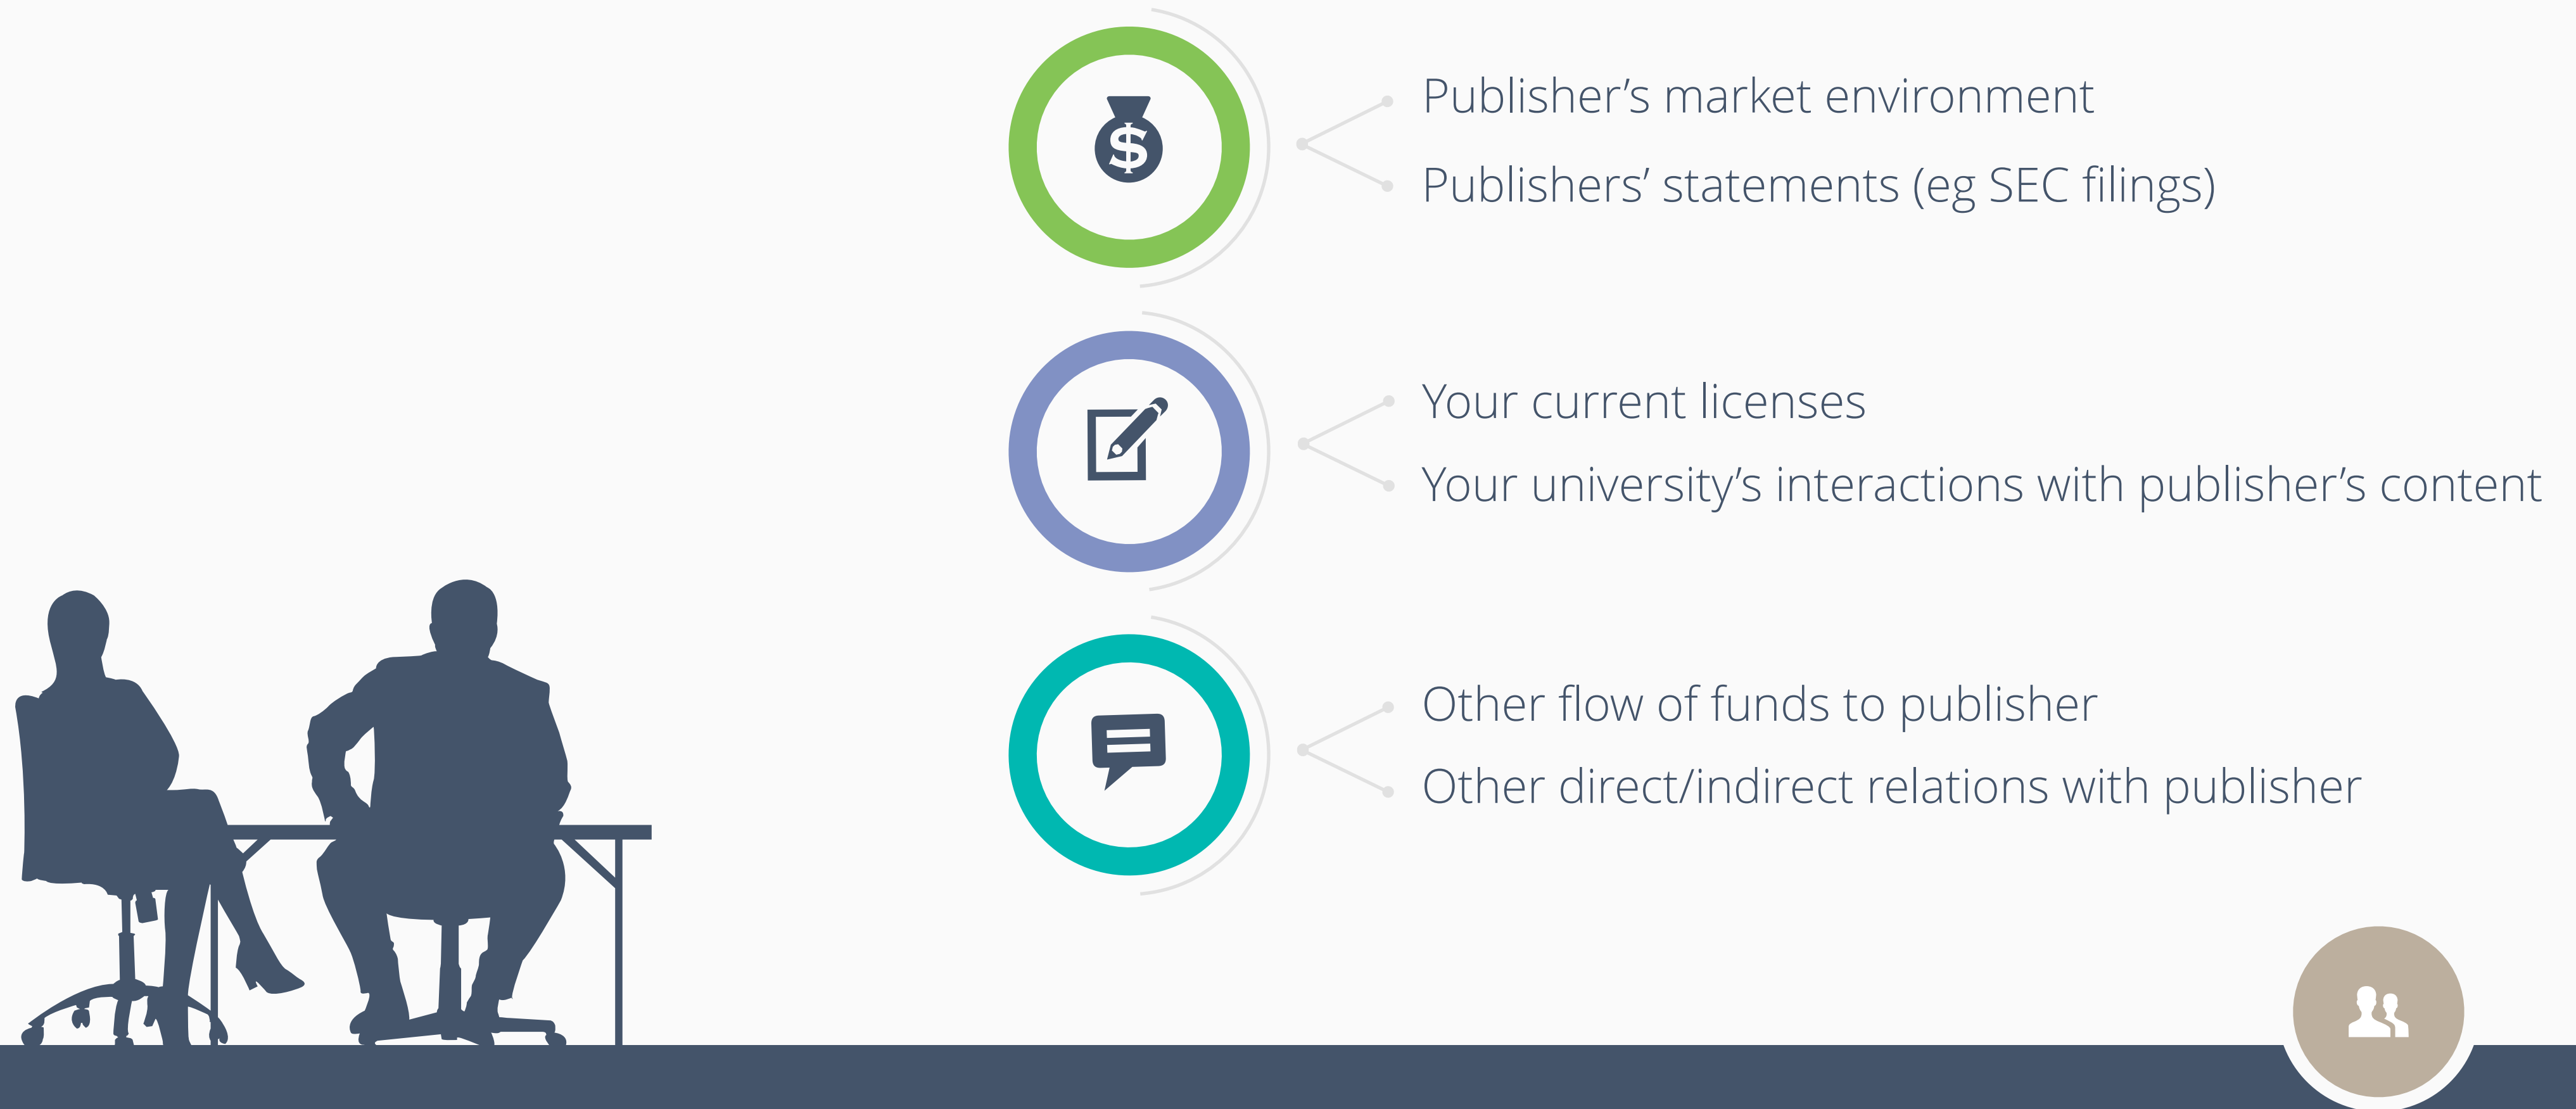 Publisher’s market environment
Publishers’ statements (eg SEC filings)
Your current licenses
Your university’s interactions with publisher’s content
Other flow of funds to publisher
Other direct/indirect relations with publisher